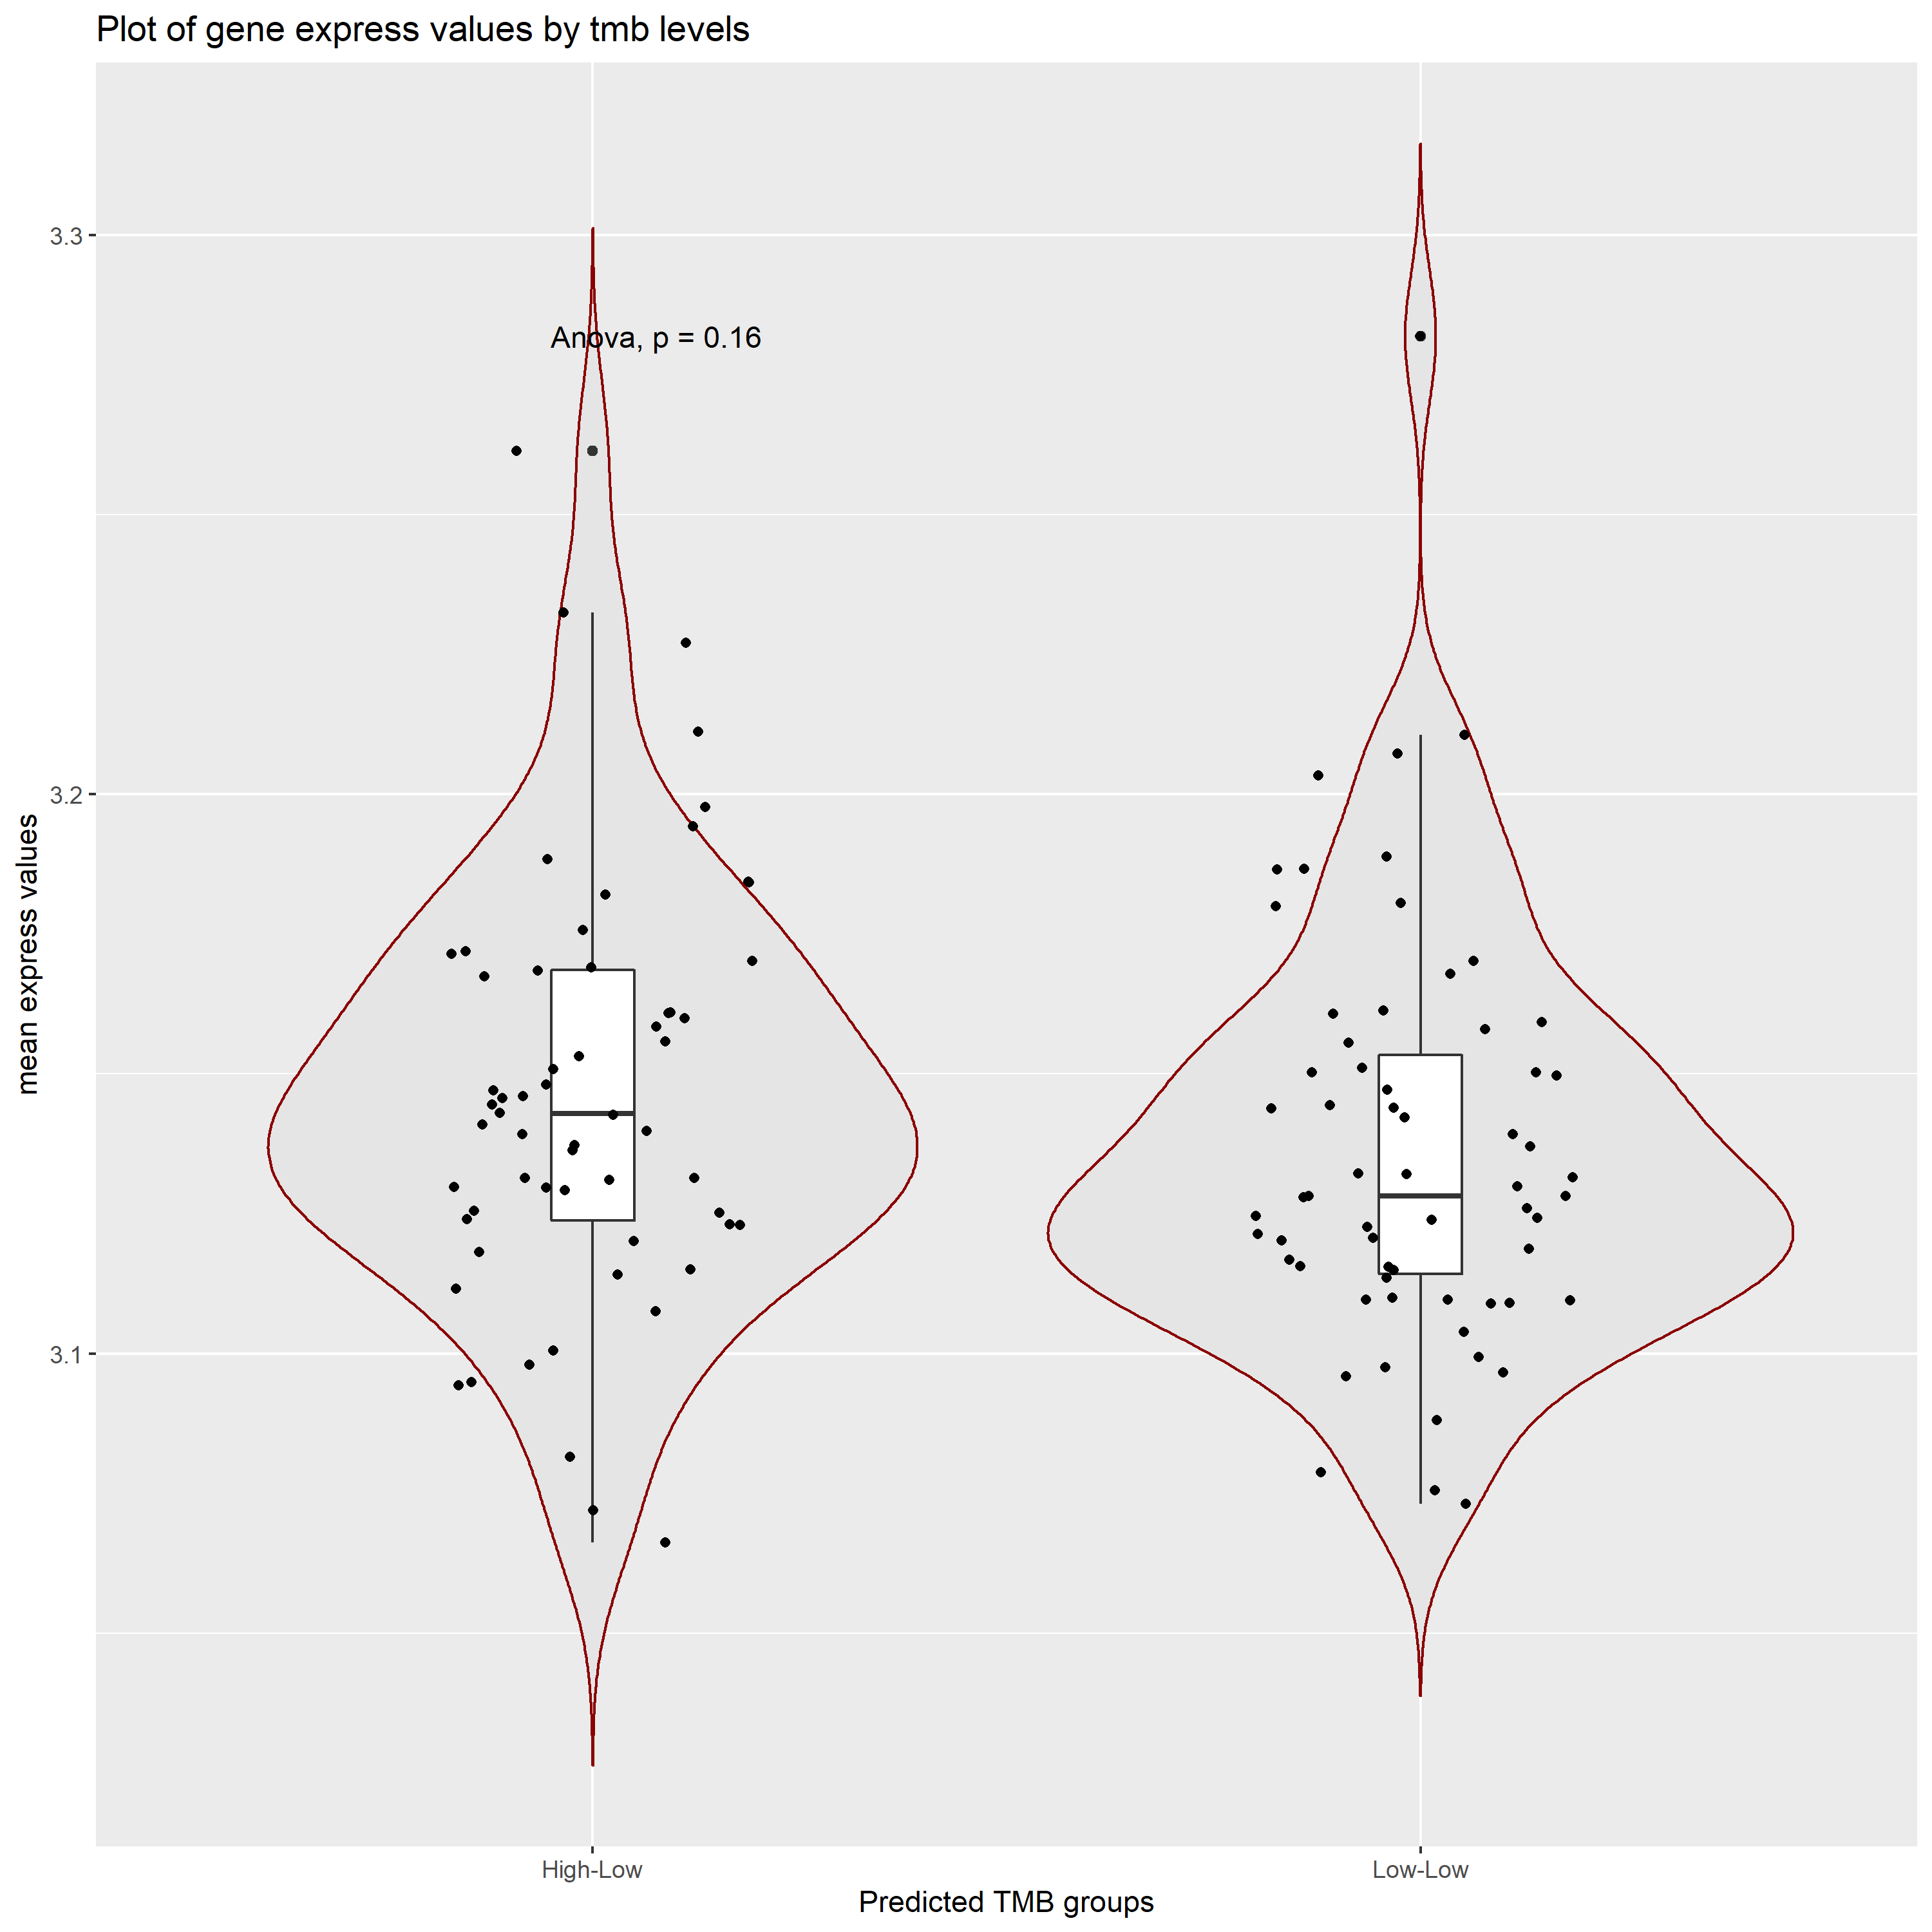 Plot of gene express values by tmb levels
3.3
Anova, p = 0.16
3.2
mean express values
3.1
High-Low
Low-Low
Predicted TMB groups